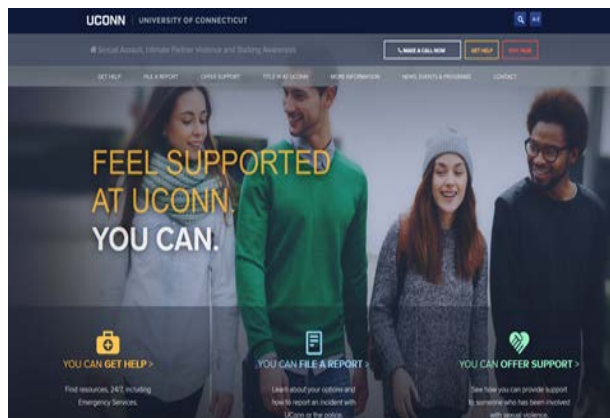 UCONN UNIVERSITY OF CONNECTICUT
A-Z
Sexual Assault, Intimate Partner Violence and Stalking Awareness
MAKE A CALL NOW GET HELP
GET HELP FILE A REPORT OFFER SUPPORT TITLE IX AT UCONN MORE INFORMATION NEWS, EVENTS & PROGRAMS CONTACT
FEEL SUPPORTED
AT UCONN.
YOU CAN.
YOU CAN GET HELP >
Find resources, 24/7, including
Emergency Services.
YOU CAN FILE A REPORT >
Learn about your options and
how to report an incident with
UConn or the police.
YOU CAN OFFER SUPPORT >
See how you can provide support
to someone who has been involved
with sexual violence.